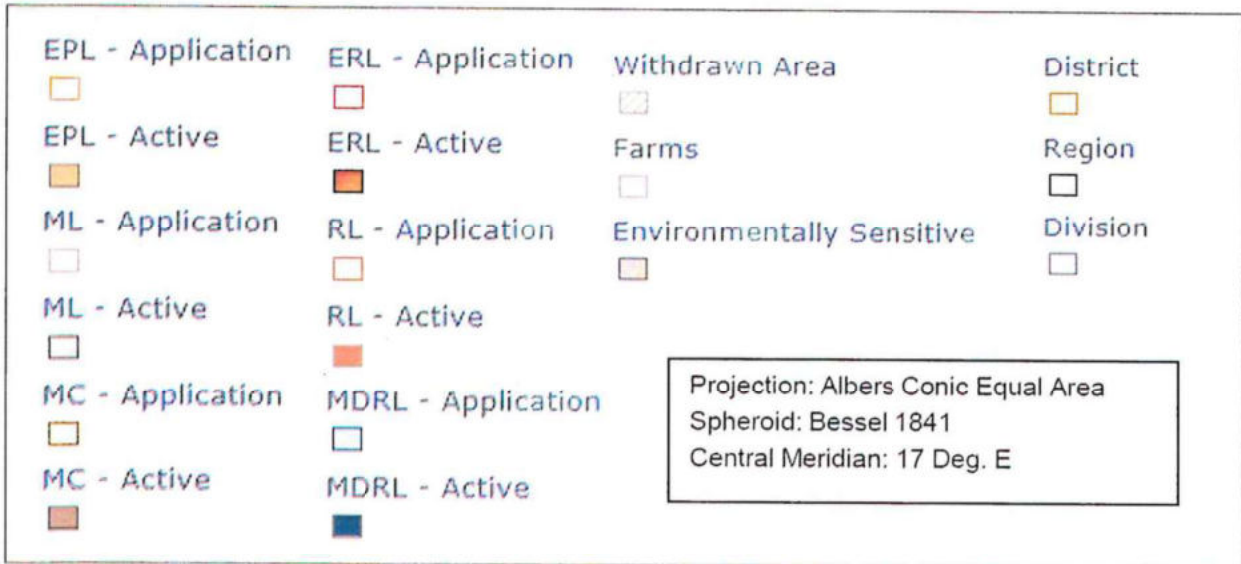 EPL - Application
EPL - Active
ML - Application
ML - Active
MC - Application
MC - Active
ERL - Application
ERL - Active
RL - Application
RL - Active
MDRL - Application
MDRL - Active
Withdrawn Area
Farms
Environmentally Sensitive
District
Region
Division
Projection: Albers Conic Equal Area
Spheroid: Bessel 1841
Central Meridian: 17 Deg. E